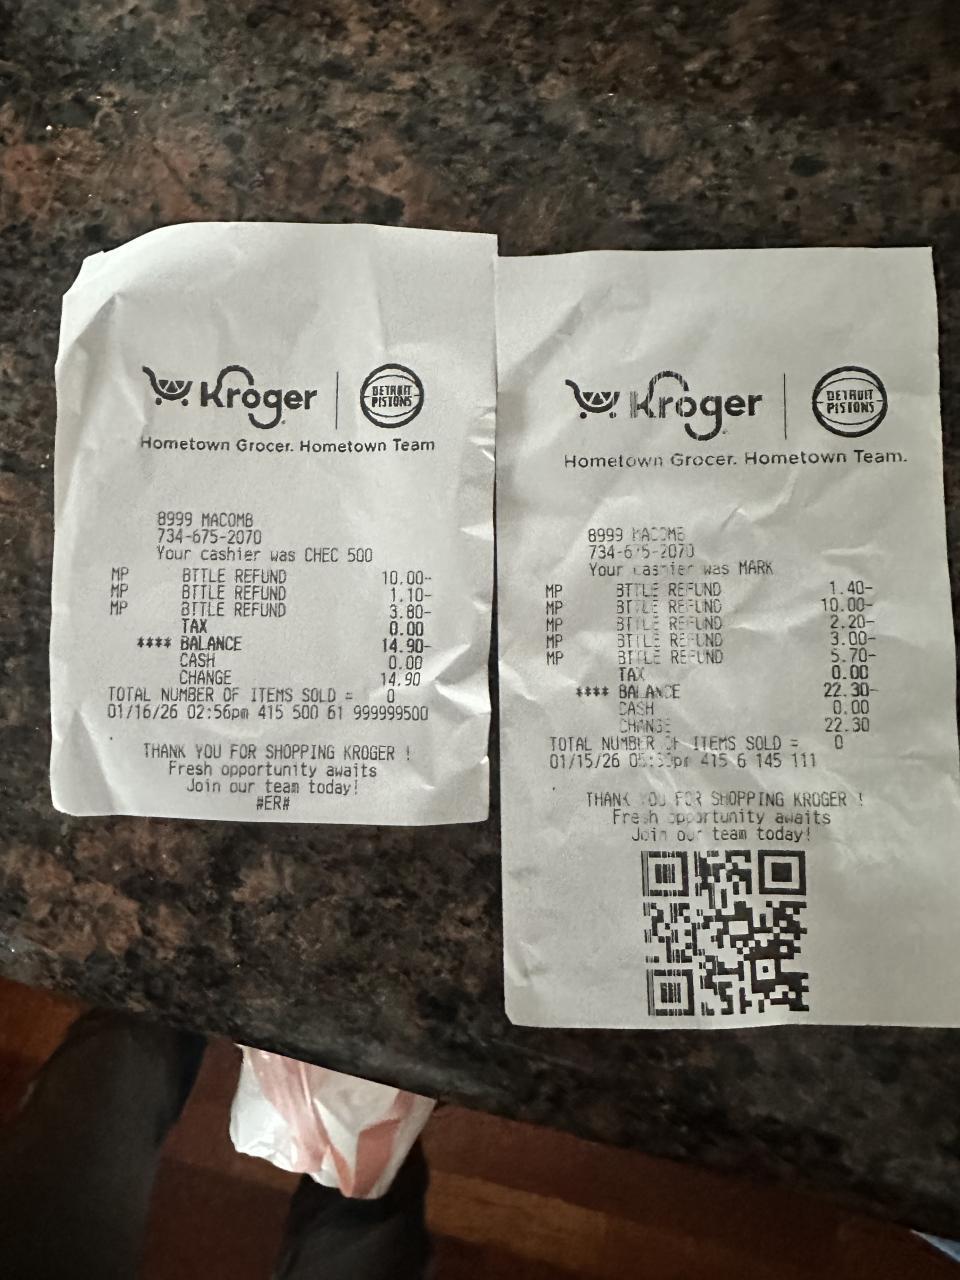 Kroger
DETROIT
PISTONS
Hometown Grocer. Hometown Team
8999 MACOMB
734-675-2070
Your cashier was CHEC 500
MP BTTLE REFUND 10.00-
MP BTTLE REFUND 1.10-
MP BTTLE REFUND 3.80-
TAX 0.00
**** BALANCE 14.90-
CASH 0.00
CHANGE 14.90
TOTAL NUMBER OF ITEMS SOLD = 0
01/16/26 02:56pm 415 500 61 999999500
THANK YOU FOR SHOPPING KROGER !
Fresh opportunity awaits
Join our team today!
#ER#
Kroger
DETROIT
PISTONS
Hometown Grocer. Hometown Team.
8999 MACOMB
734-675-2070
Your cashier was MARK
MP BTTLE REFUND 1.40-
MP BTTLE REFUND 10.00-
MP BTTLE REFUND 2.20-
MP BTTLE REFUND 3.00-
MP BTTLE REFUND 5.70-
TAX 0.00
**** BALANCE 22.30-
CASH 0.00
CHANGE 22.30
TOTAL NUMBER OF ITEMS SOLD = 0
01/15/26 415 6 145 111
THANK YOU FOR SHOPPING KROGER !
Fresh opportunity awaits
Join our team today!